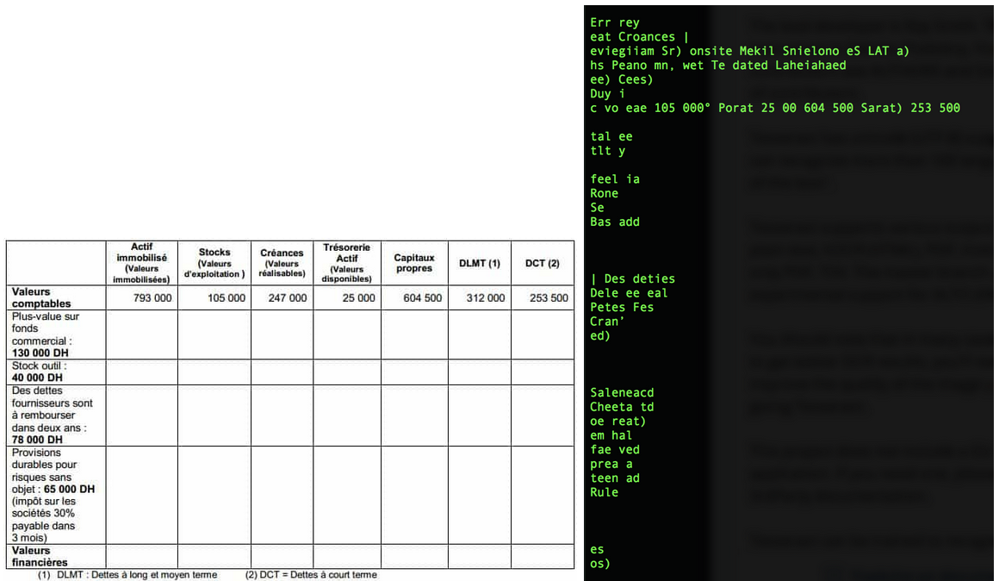 Actif
immobilisé
(Valeurs
immobilisées)
Stocks
(Valeurs
d'exploitation )
Créances
(Valeurs
réalisables)
Trésorerie
Actif
(Valeurs
disponibles)
Capitaux
propres
DLMT (1)
DCT (2)
Valeurs
comptables
793 000 105 000 247 000 25 000 604 500 312 000 253 500
Plus-value sur
fonds
commercial :
130 000 DH
Stock outil :
40 000 DH
Des dettes
fournisseurs sont
à rembourser
dans deux ans :
78 000 DH
Provisions
durables pour
risques sans
objet : 65 000 DH
(impôt sur les
sociétés 30%
payable dans
3 mois)
Valeurs
financières
(1) DLMT : Dettes à long et moyen terme (2) DCT = Dettes à court terme
Err rey
eat Croances |
eviegiiam Sr) onsite Mekil Snielono eS LAT a)
hs Peano mn, wet Te dated Laheiahaed
ee) Cees)
Duy i
c vo eae 105 000° Porat 25 00 604 500 Sarat) 253 500
tal ee
tlt y
feel ia
Rone
Se
Bas add
| Des deties
Dele ee eal
Petes Fes
Cran’
ed)
Saleneacd
Cheeta td
oe reat)
em hal
fae ved
prea a
teen ad
Rule
es
os)